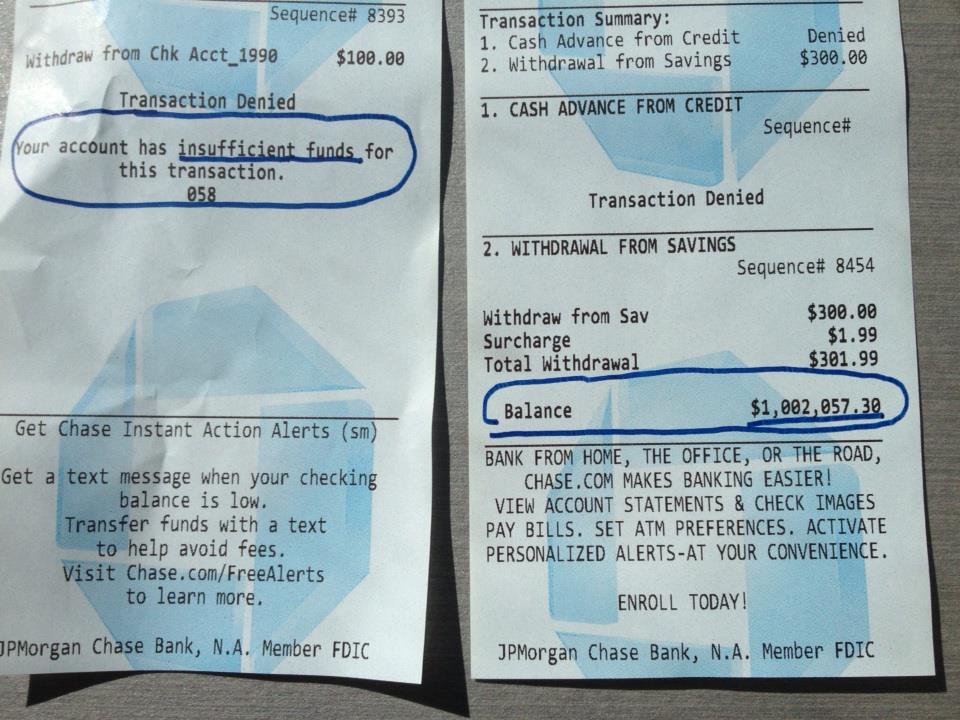 Sequence# 8393
Withdraw from Chk Acct_1990 $100.00
Transaction Denied
Your account has insufficient funds for
this transaction.
058
Get Chase Instant Action Alerts (sm)
Get a text message when your checking
balance is low.
Transfer funds with a text
to help avoid fees.
Visit Chase.com/FreeAlerts
to learn more.
JPMorgan Chase Bank, N.A. Member FDIC
Transaction Summary:
1. Cash Advance from Credit Denied
2. Withdrawal from Savings $300.00
1. CASH ADVANCE FROM CREDIT
Sequence#
Transaction Denied
2. WITHDRAWAL FROM SAVINGS
Sequence# 8454
Withdraw from Sav $300.00
Surcharge $1.99
Total Withdrawal $301.99
Balance $1,002,057.30
BANK FROM HOME, THE OFFICE, OR THE ROAD,
CHASE.COM MAKES BANKING EASIER!
VIEW ACCOUNT STATEMENTS & CHECK IMAGES
PAY BILLS. SET ATM PREFERENCES. ACTIVATE
PERSONALIZED ALERTS-AT YOUR CONVENIENCE.
ENROLL TODAY!
JPMorgan Chase Bank, N.A. Member FDIC